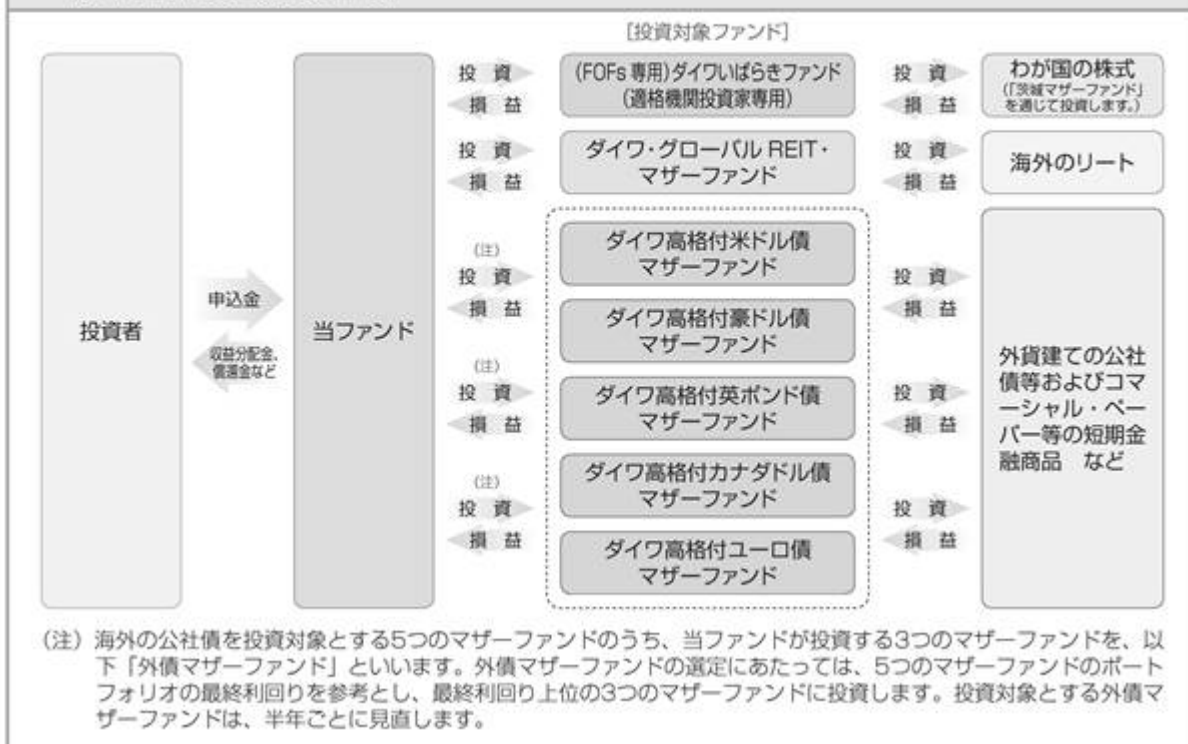 [投資対象ファンド]
投資者
申込金
収益分配金、
償還金など
当ファンド
投 資
損 益
(FOFs 専用)ダイワいばらきファンド
(適格機関投資家専用)
投 資
損 益
わが国の株式
(「茨城マザーファンド」
を通じて投資します。)
投 資
損 益
ダイワ・グローバル REIT・
マザーファンド
投 資
損 益
海外のリート
(注)
投 資
損 益
ダイワ高格付米ドル債
マザーファンド
ダイワ高格付豪ドル債
マザーファンド
投 資
損 益
(注)
投 資
損 益
ダイワ高格付英ポンド債
マザーファンド
投 資
損 益
(注)
投 資
損 益
ダイワ高格付カナダドル債
マザーファンド
ダイワ高格付ユーロ債
マザーファンド
投 資
損 益
外貨建ての公社
債等およびコマ
ーシャル・ペー
パー等の短期金
融商品 など
(注) 海外の公社債を投資対象とする5つのマザーファンドのうち、当ファンドが投資する3つのマザーファンドを、以
下「外債マザーファンド」といいます。外債マザーファンドの選定にあたっては、5つのマザーファンドのポート
フォリオの最終利回りを参考とし、最終利回り上位の3つのマザーファンドに投資します。投資対象とする外債マ
ザーファンドは、半年ごとに見直します。